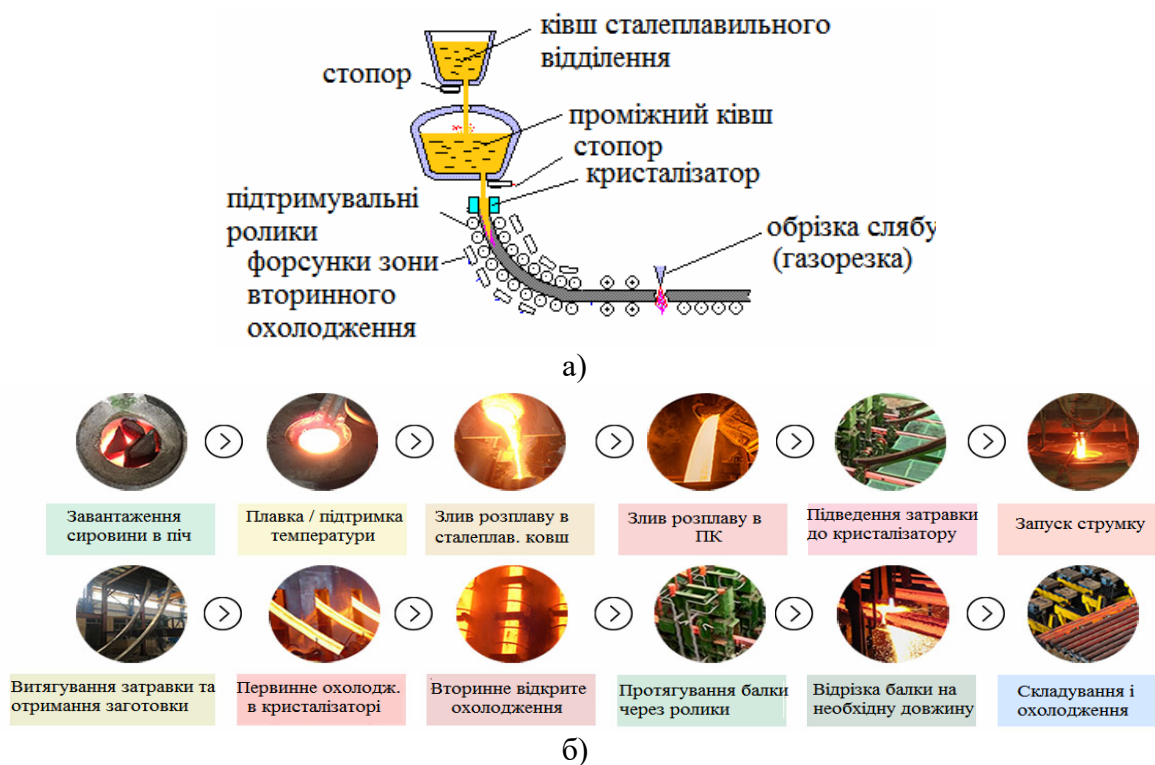 ківш сталеплавильного
відділення
стопор
проміжний ківш
стопор
кристалізатор
підтримувальні
ролики
форсунки зони
вторинного
охолодження
обрізка слябу
(газорезка)
а)
Завантаження
сировини в піч
Плавка / підтримка
температури
Злив розплаву в
сталеплав. ковш
Злив розплаву в
ПК
Підведення затравки
до кристалізатору
Запуск струмку
Витягування затравки та
отримання заготовки
Первинне охолодж.
в кристалізаторі
Вторинне відкрите
охолодження
Протягування балки
через ролики
Відрізка балки на
необхідну довжину
Складування і
охолодження
б)